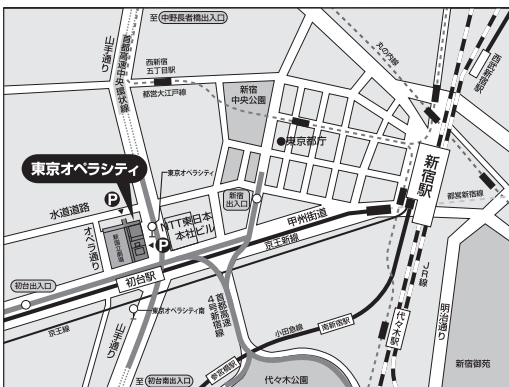 至 中野長者橋出入口
山手通り
首都高速中央環状線
西新宿
五丁目駅
都営大江戸線
丸の内線
西武新宿駅
新宿
中央公園
東京都庁
東京オペラシティ
東京オペラシティ
新宿駅
都営新宿線
P
水道道路
オペラ通り
新国立劇場
NTT東日本
本社ビル
P
新宿
出入口
甲州街道
京王新線
初台出入口
初台駅
京王線
東京オペラシティ南
山手通り
首都高速
4号新宿線
小田急線
南新宿駅
参宮橋駅
JR線
代々木駅
明治通り
至 初台南出入口
代々木公園
新宿御苑